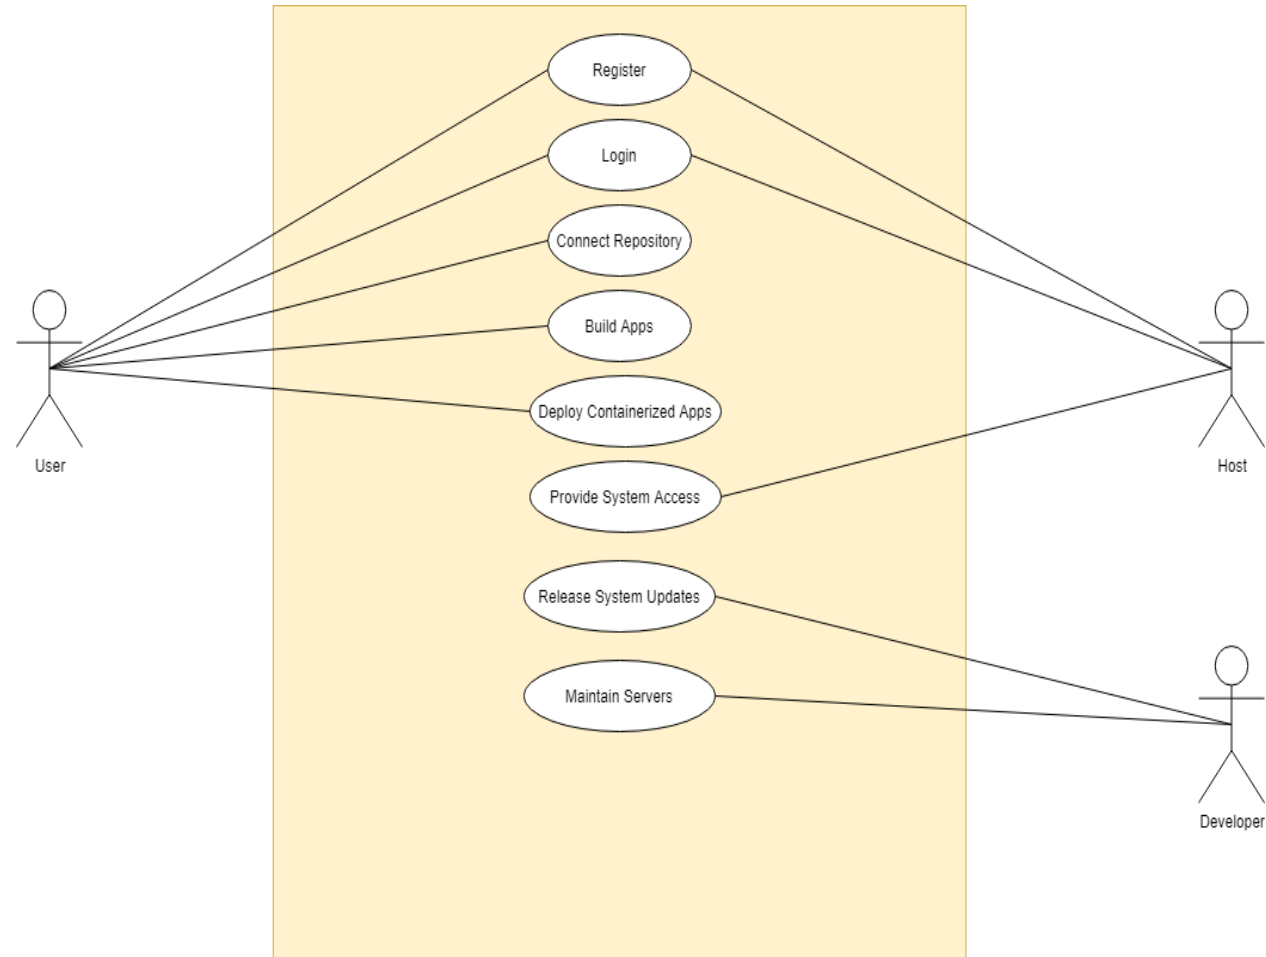 Register
Login
Connect Repository
Build Apps
Deploy Containerized Apps
User
Host
Provide System Access
Release System Updates
Maintain Servers
Developer